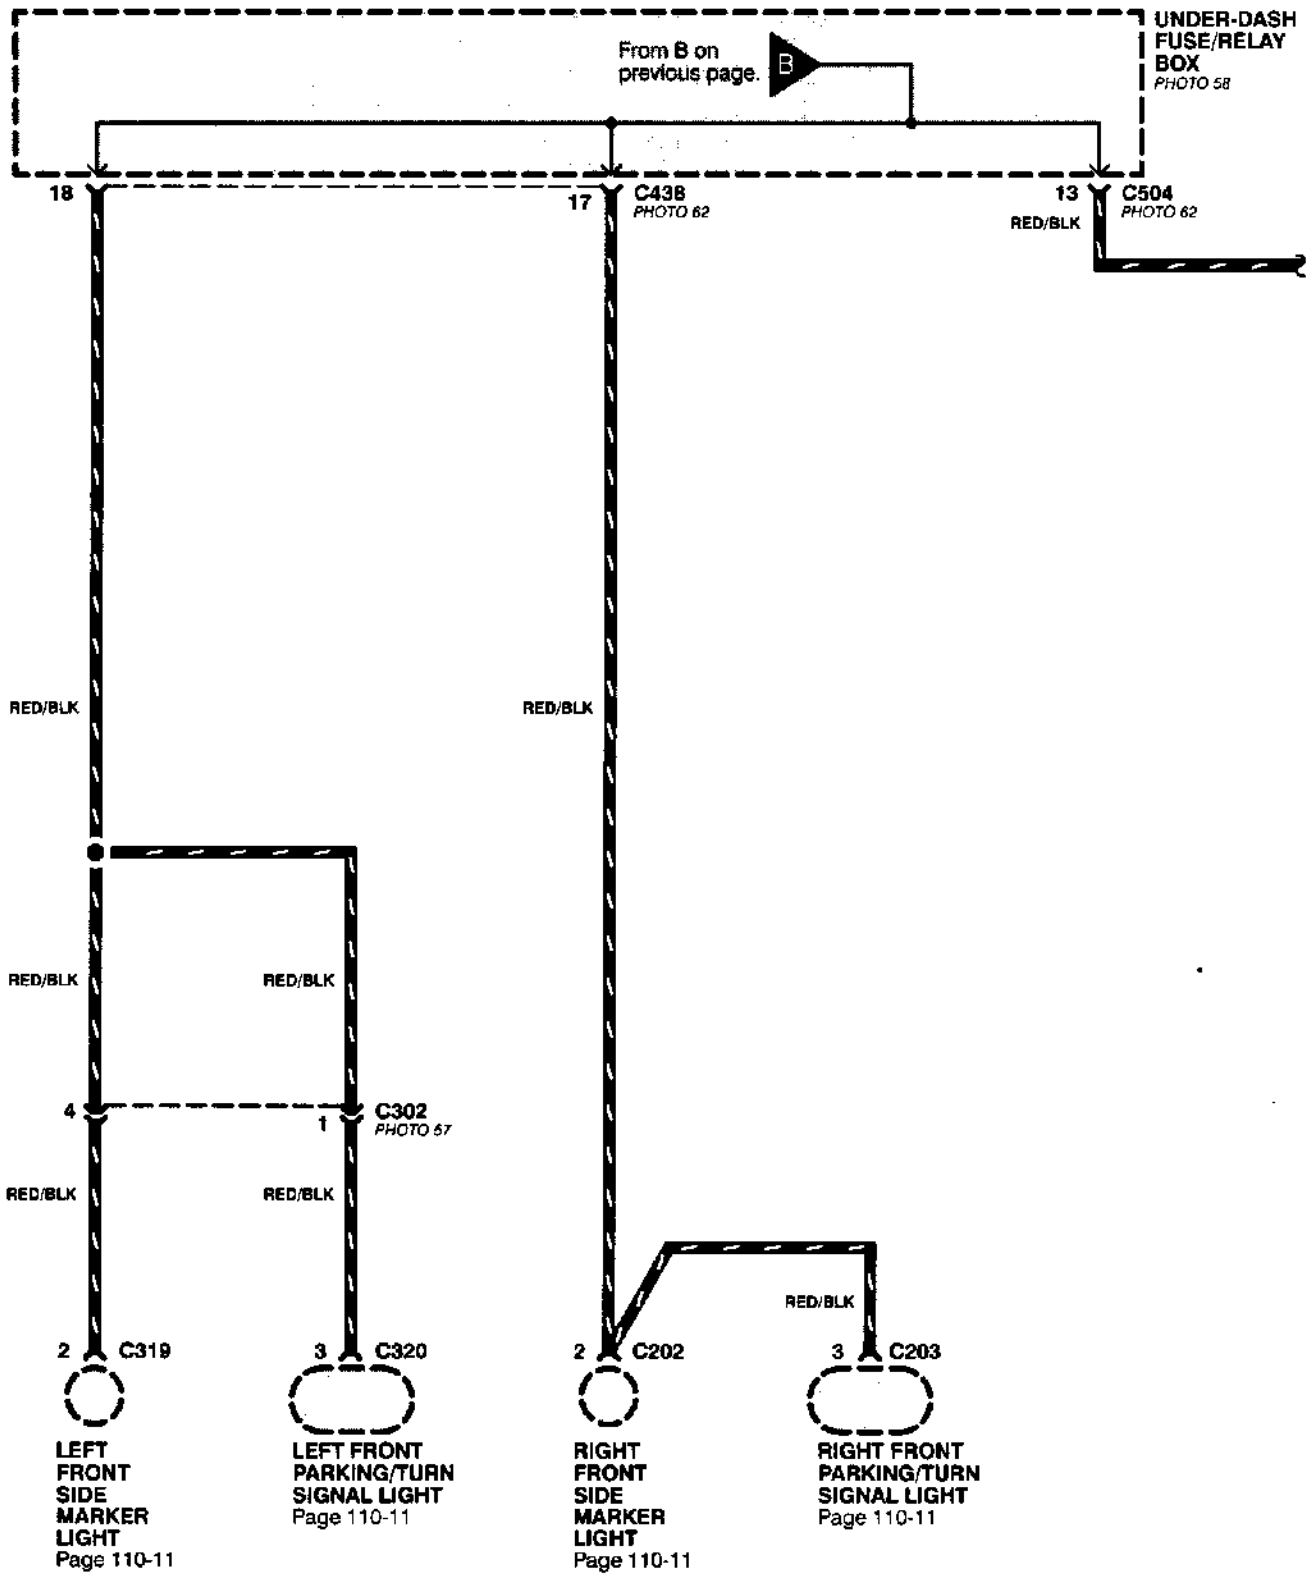 UNDER-DASH
FUSE/RELAY
BOX
PHOTO 58
From B on
previous page.
B
18
17
C438
PHOTO 62
13
C504
PHOTO 62
RED/BLK
RED/BLK
RED/BLK
RED/BLK
RED/BLK
4
1
C302
PHOTO 57
RED/BLK
RED/BLK
RED/BLK
2
C319
3
C320
2
C202
3
C203
LEFT
FRONT
SIDE
MARKER
LIGHT
Page 110-11
LEFT FRONT
PARKING/TURN
SIGNAL LIGHT
Page 110-11
RIGHT
FRONT
SIDE
MARKER
LIGHT
Page 110-11
RIGHT FRONT
PARKING/TURN
SIGNAL LIGHT
Page 110-11